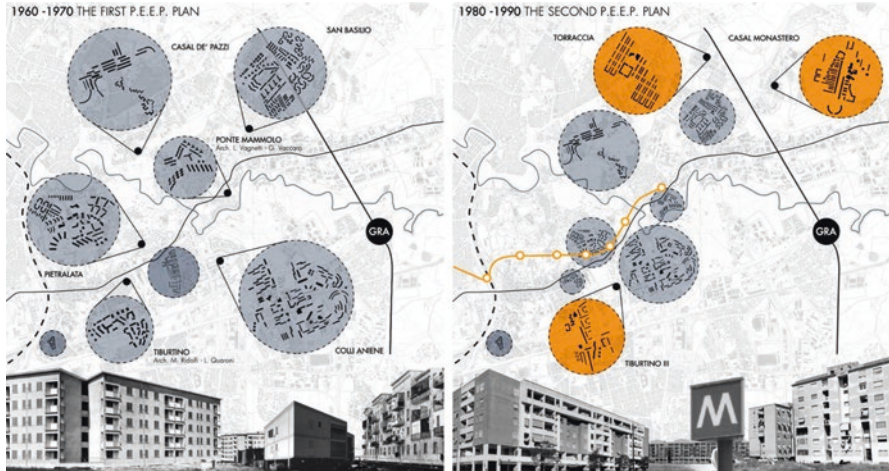 1960 -1970 THE FIRST P.E.E.P. PLAN
SAN BASILIO
CASAL DE' PAZZI
PONTE MAMMOLO
Arch. L. Vagnetti - G. Vaccaro
GRA
PIETRALATA
TIBURTINO
Arch. M. Ridolfi - L. Quaroni
COLLI ANIENE
1980 -1990 THE SECOND P.E.E.P. PLAN
TORRACCIA
CASAL MONASTERO
GRA
TIBURTINO III
M